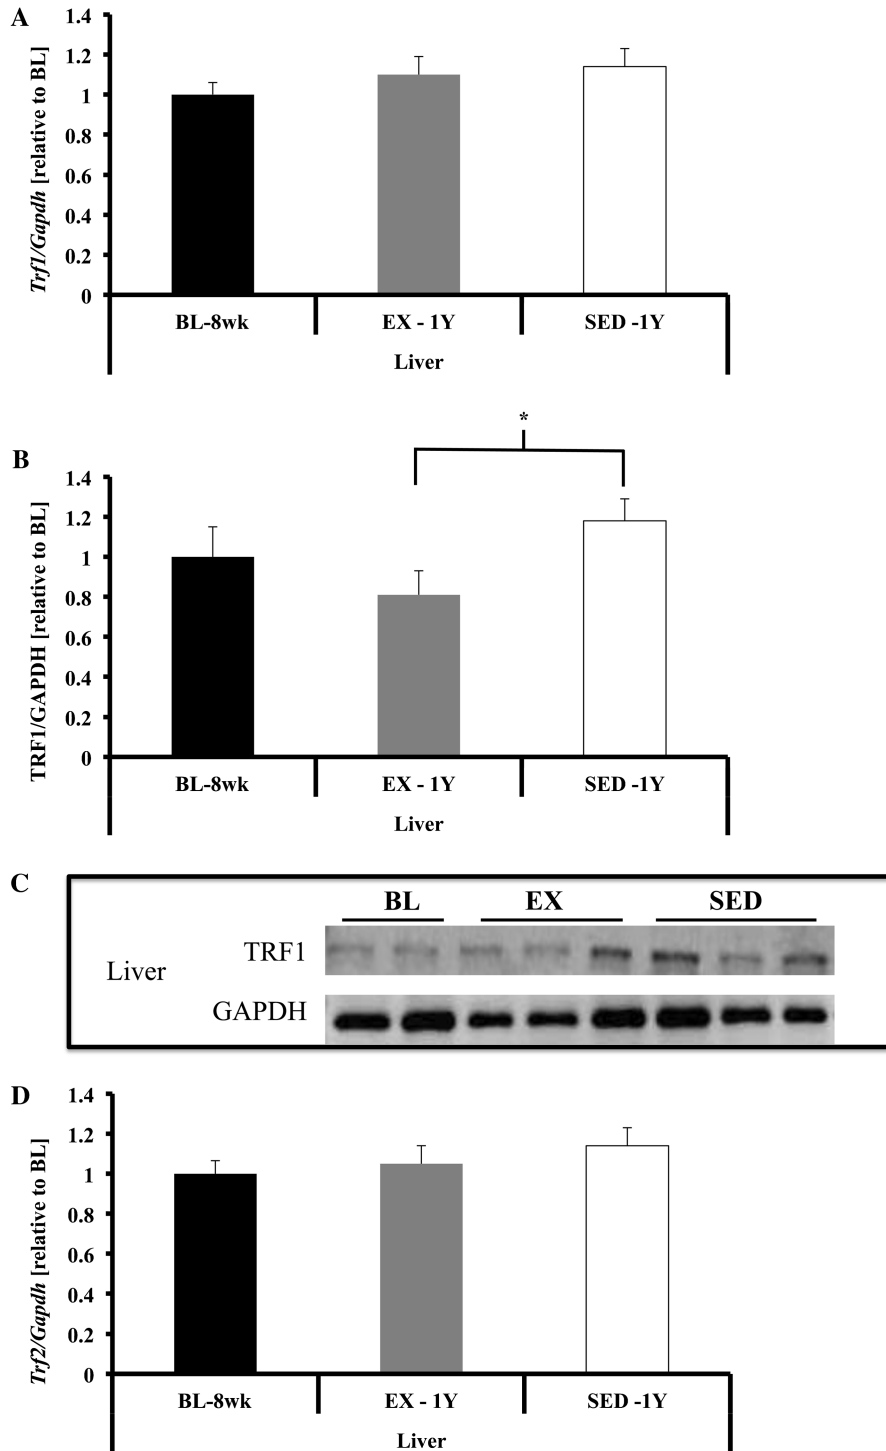 A
Trf1/Gapdh [relative to BL]
1.4
1.2
1
0.8
0.6
0.4
0.2
0
BL-8wk EX - 1Y SED -1Y
Liver
*
B
TRF1/GAPDH [relative to BL]
1.4
1.2
1
0.8
0.6
0.4
0.2
0
BL-8wk EX - 1Y SED -1Y
Liver
C
BL EX SED
TRF1
Liver
GAPDH
D
Trf2/Gapdh [relative to BL]
1.4
1.2
1
0.8
0.6
0.4
0.2
0
BL-8wk EX - 1Y SED -1Y
Liver